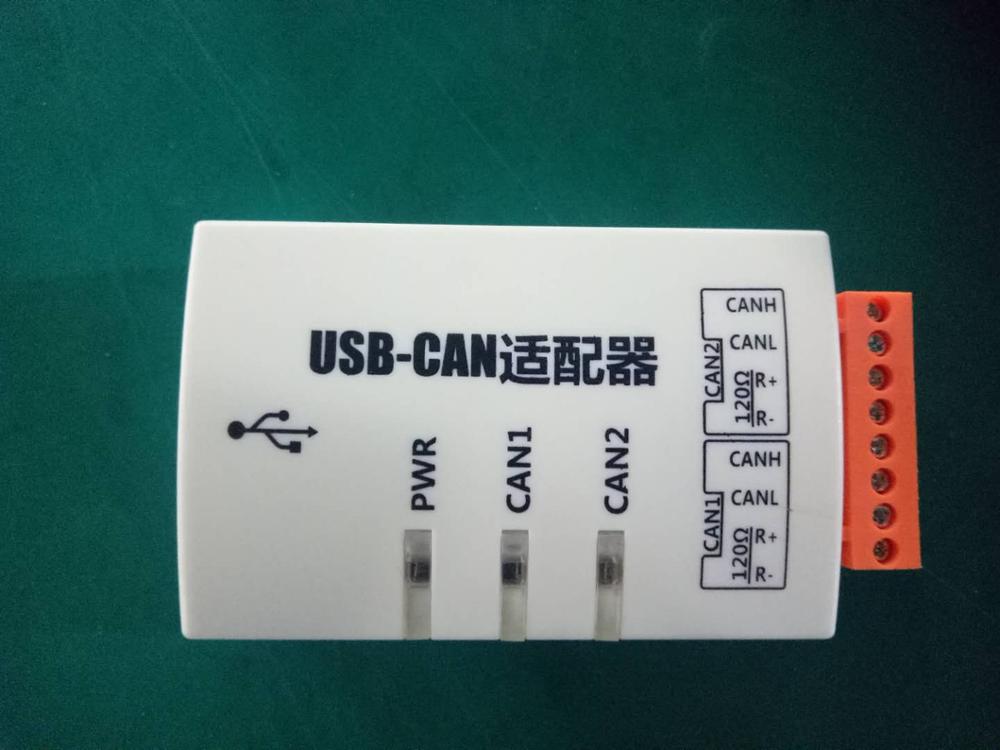 USB-CAN适配器
PWR
CAN1
CAN2
CAN2
CANH
CANL
120Ω
R+
R-
CAN1
CANH
CANL
120Ω
R+
R-